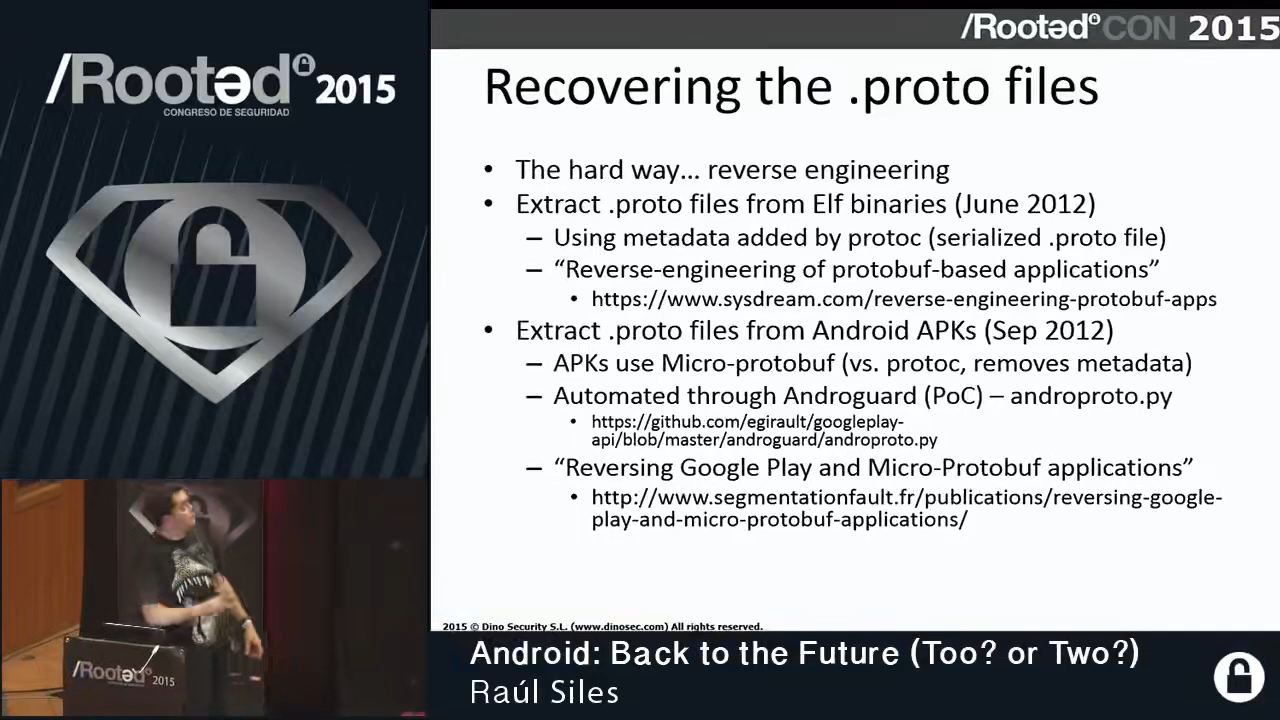 /Rootəd 2015
CONGRESO DE SEGURIDAD
/Rootəd CON 2015
Recovering the .proto files
• The hard way... reverse engineering
• Extract .proto files from Elf binaries (June 2012)
– Using metadata added by protoc (serialized .proto file)
– “Reverse-engineering of protobuf-based applications”
• https://www.sysdream.com/reverse-engineering-protobuf-apps
• Extract .proto files from Android APKs (Sep 2012)
– APKs use Micro-protobuf (vs. protoc, removes metadata)
– Automated through Androguard (PoC) – androproto.py
• https://github.com/egirault/googleplay-
api/blob/master/androguard/androproto.py
– “Reversing Google Play and Micro-Protobuf applications”
• http://www.segmentationfault.fr/publications/reversing-google-
play-and-micro-protobuf-applications/
2015 © Dino Security S.L. (www.dinosec.com) All rights reserved.
/Rootəd 2015
Android: Back to the Future (Too? or Two?)
Raúl Siles